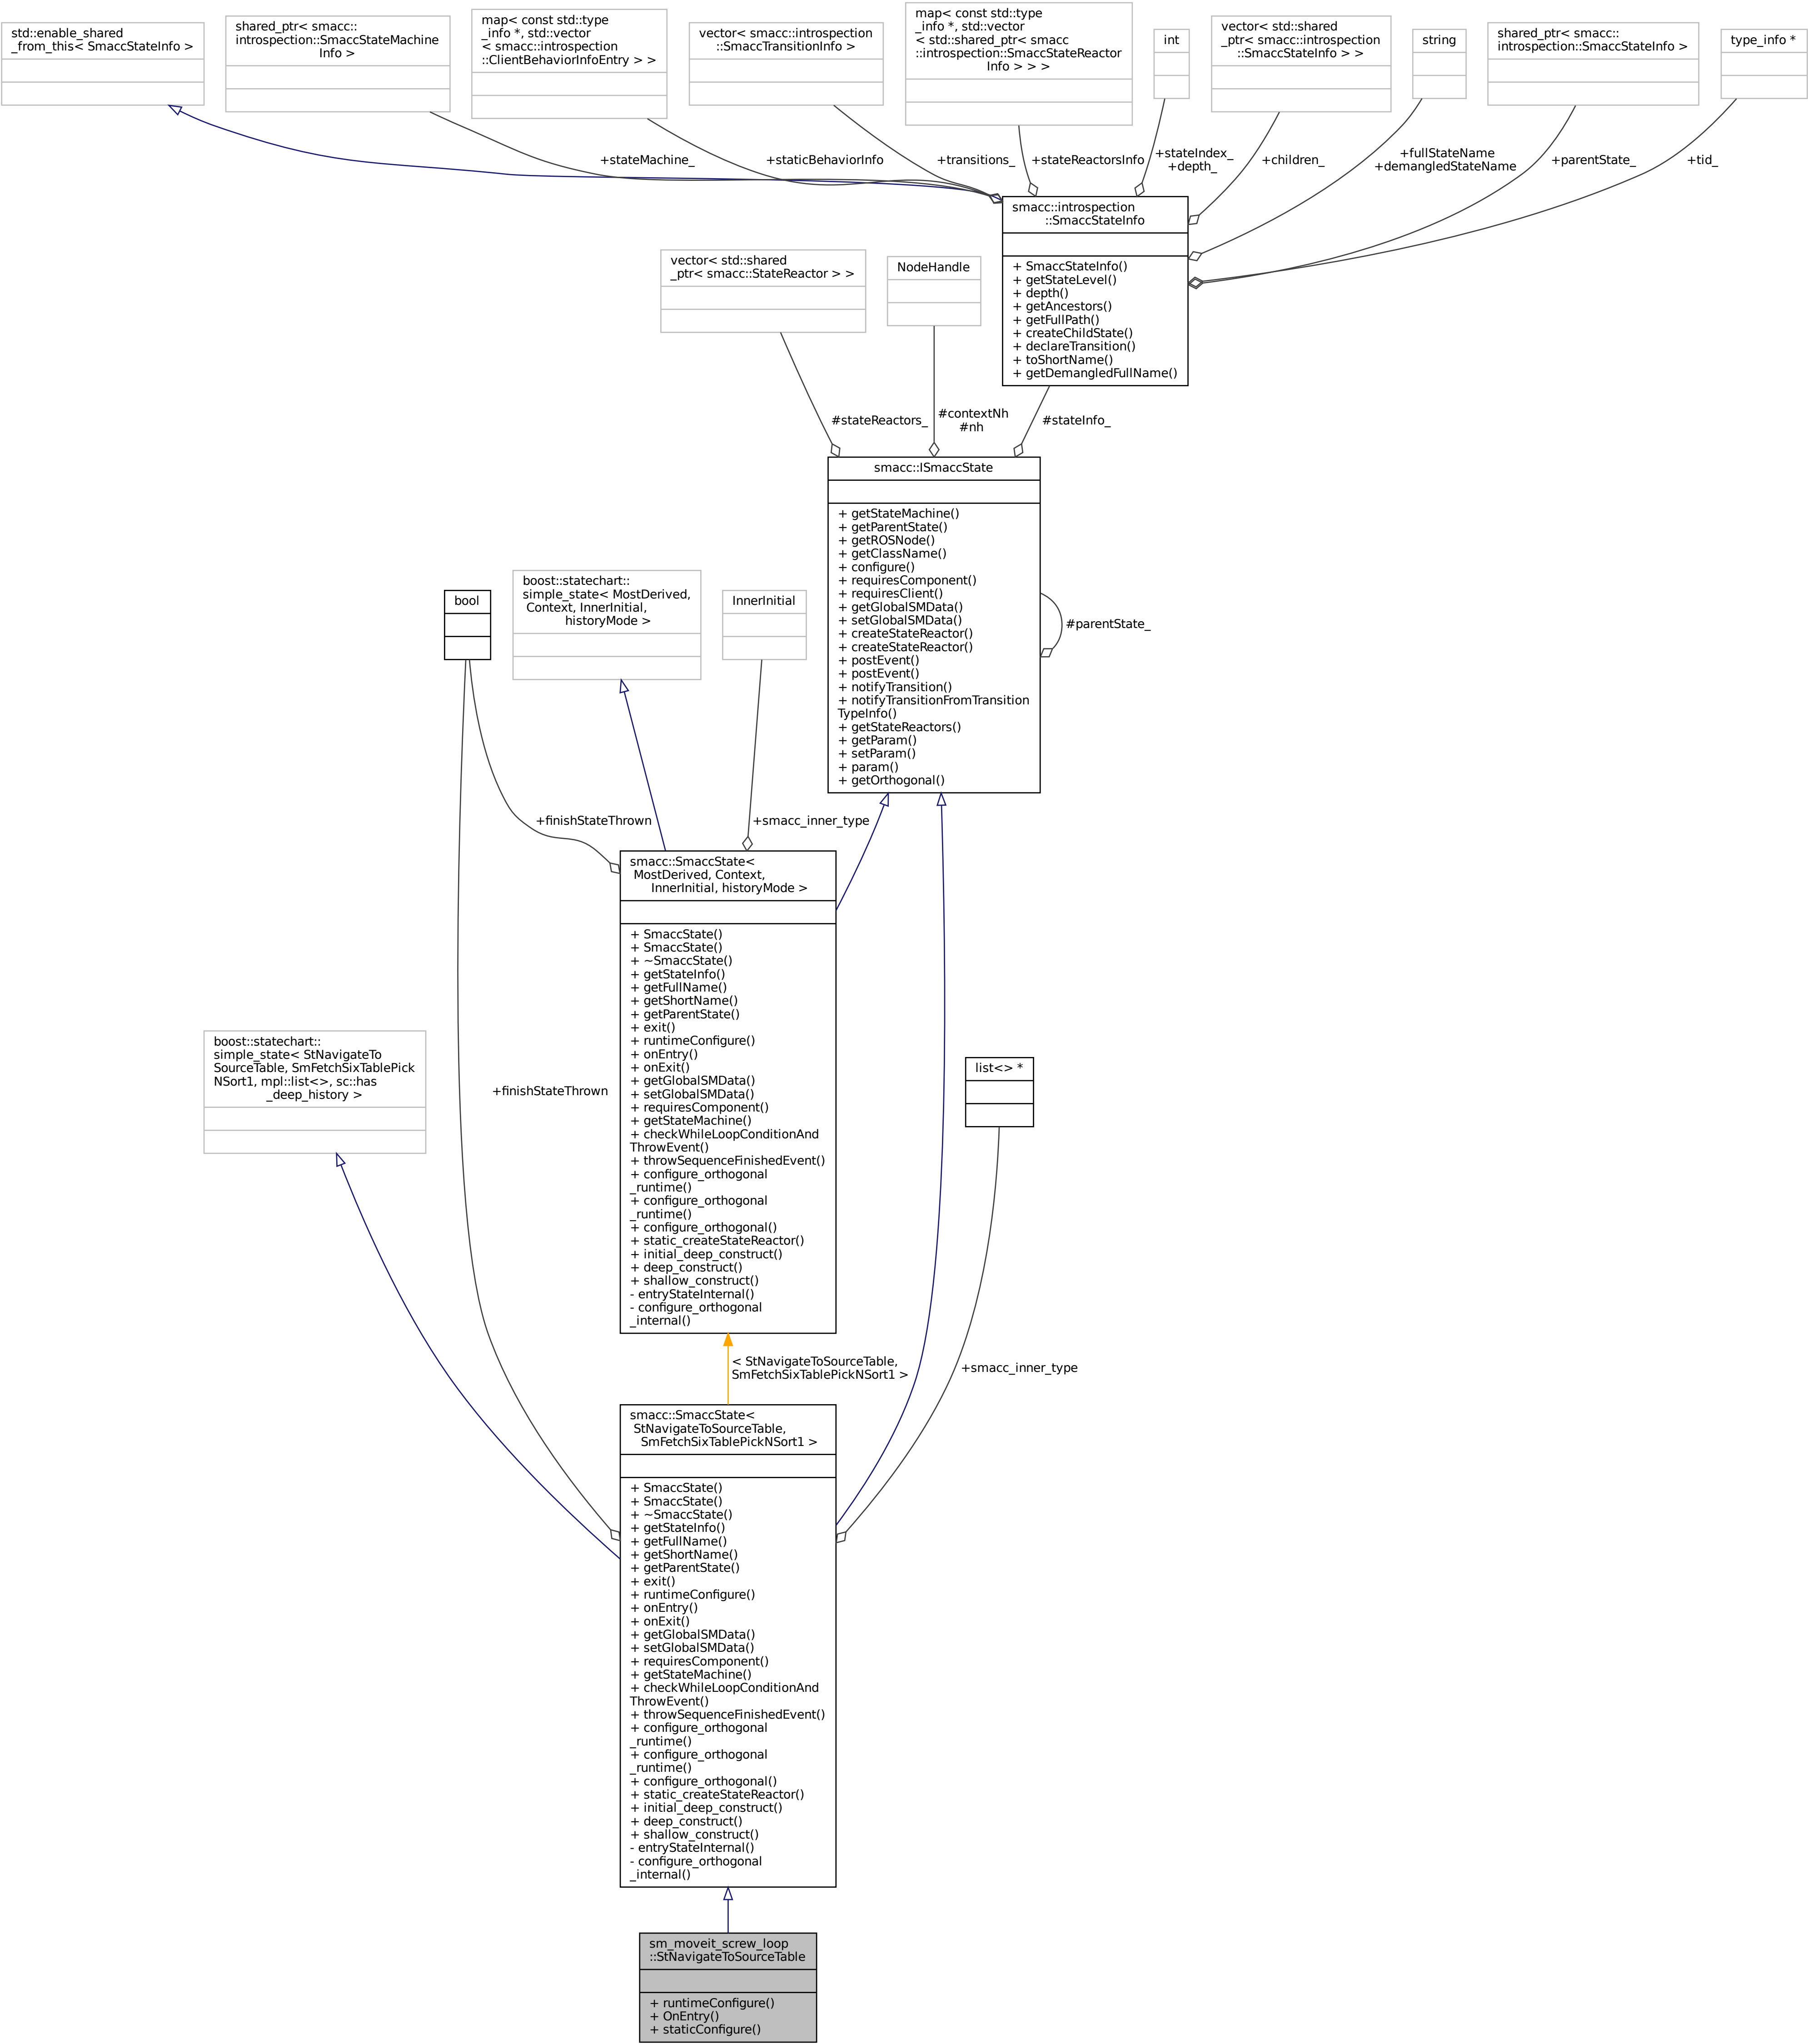 std::enable_shared
_from_this< SmaccStateInfo >
shared_ptr< smacc::
introspection::SmaccStateMachine
Info >
map< const std::type
_info *, std::vector
< smacc::introspection
::ClientBehaviorInfoEntry > >
vector< smacc::introspection
::SmaccTransitionInfo >
map< const std::type
_info *, std::vector
< std::shared_ptr< smacc
::introspection::SmaccStateReactor
Info > > >
int
vector< std::shared
_ptr< smacc::introspection
::SmaccStateInfo > >
string
shared_ptr< smacc::
introspection::SmaccStateInfo >
type_info *
+stateMachine_
+staticBehaviorInfo
+transitions_
+stateReactorsInfo
+stateIndex_
+depth_
+children_
+fullStateName
+demangledStateName
+parentState_
+tid_
smacc::introspection
::SmaccStateInfo
+ SmaccStateInfo()
+ getStateLevel()
+ depth()
+ getAncestors()
+ getFullPath()
+ createChildState()
+ declareTransition()
+ toShortName()
+ getDemangledFullName()
vector< std::shared
_ptr< smacc::StateReactor > >
NodeHandle
#stateReactors_
#contextNh
#nh
#stateInfo_
smacc::ISmaccState
+ getStateMachine()
+ getParentState()
+ getROSNode()
+ getClassName()
+ configure()
+ requiresComponent()
+ requiresClient()
+ getGlobalSMData()
+ setGlobalSMData()
+ createStateReactor()
+ createStateReactor()
+ postEvent()
+ postEvent()
+ notifyTransition()
+ notifyTransitionFromTransition
TypeInfo()
+ getStateReactors()
+ getParam()
+ setParam()
+ param()
+ getOrthogonal()
#parentState_
bool
boost::statechart::
simple_state< MostDerived,
Context, InnerInitial,
historyMode >
InnerInitial
+finishStateThrown
+smacc_inner_type
smacc::SmaccState<
MostDerived, Context,
InnerInitial, historyMode >
+ SmaccState()
+ SmaccState()
+ ~SmaccState()
+ getStateInfo()
+ getFullName()
+ getShortName()
+ getParentState()
+ exit()
+ runtimeConfigure()
+ onEntry()
+ onExit()
+ getGlobalSMData()
+ setGlobalSMData()
+ requiresComponent()
+ getStateMachine()
+ checkWhileLoopConditionAnd
ThrowEvent()
+ throwSequenceFinishedEvent()
+ configure_orthogonal
_runtime()
+ configure_orthogonal
_runtime()
+ configure_orthogonal()
+ static_createStateReactor()
+ initial_deep_construct()
+ deep_construct()
+ shallow_construct()
- entryStateInternal()
- configure_orthogonal
_internal()
boost::statechart::
simple_state< StNavigateTo
SourceTable, SmFetchSixTablePick
NSort1, mpl::list<>, sc::has
_deep_history >
+finishStateThrown
list<> *
< StNavigateToSourceTable,
SmFetchSixTablePickNSort1 >
+smacc_inner_type
smacc::SmaccState<
StNavigateToSourceTable,
SmFetchSixTablePickNSort1 >
+ SmaccState()
+ SmaccState()
+ ~SmaccState()
+ getStateInfo()
+ getFullName()
+ getShortName()
+ getParentState()
+ exit()
+ runtimeConfigure()
+ onEntry()
+ onExit()
+ getGlobalSMData()
+ setGlobalSMData()
+ requiresComponent()
+ getStateMachine()
+ checkWhileLoopConditionAnd
ThrowEvent()
+ throwSequenceFinishedEvent()
+ configure_orthogonal
_runtime()
+ configure_orthogonal
_runtime()
+ configure_orthogonal()
+ static_createStateReactor()
+ initial_deep_construct()
+ deep_construct()
+ shallow_construct()
- entryStateInternal()
- configure_orthogonal
_internal()
sm_moveit_screw_loop
::StNavigateToSourceTable
+ runtimeConfigure()
+ OnEntry()
+ staticConfigure()